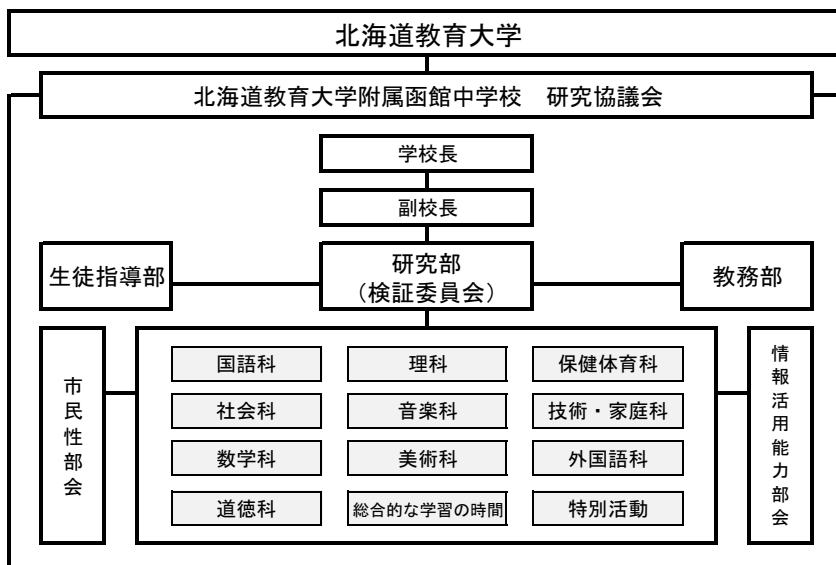 北海道教育大学
北海道教育大学附属函館中学校　研究協議会
学校長
副校長
生徒指導部
研究部
（検証委員会）
教務部
市民性部会
国語科
理科
保健体育科
社会科
音楽科
技術・家庭科
数学科
美術科
外国語科
道徳科
総合的な学習の時間
特別活動
情報活用能力部会